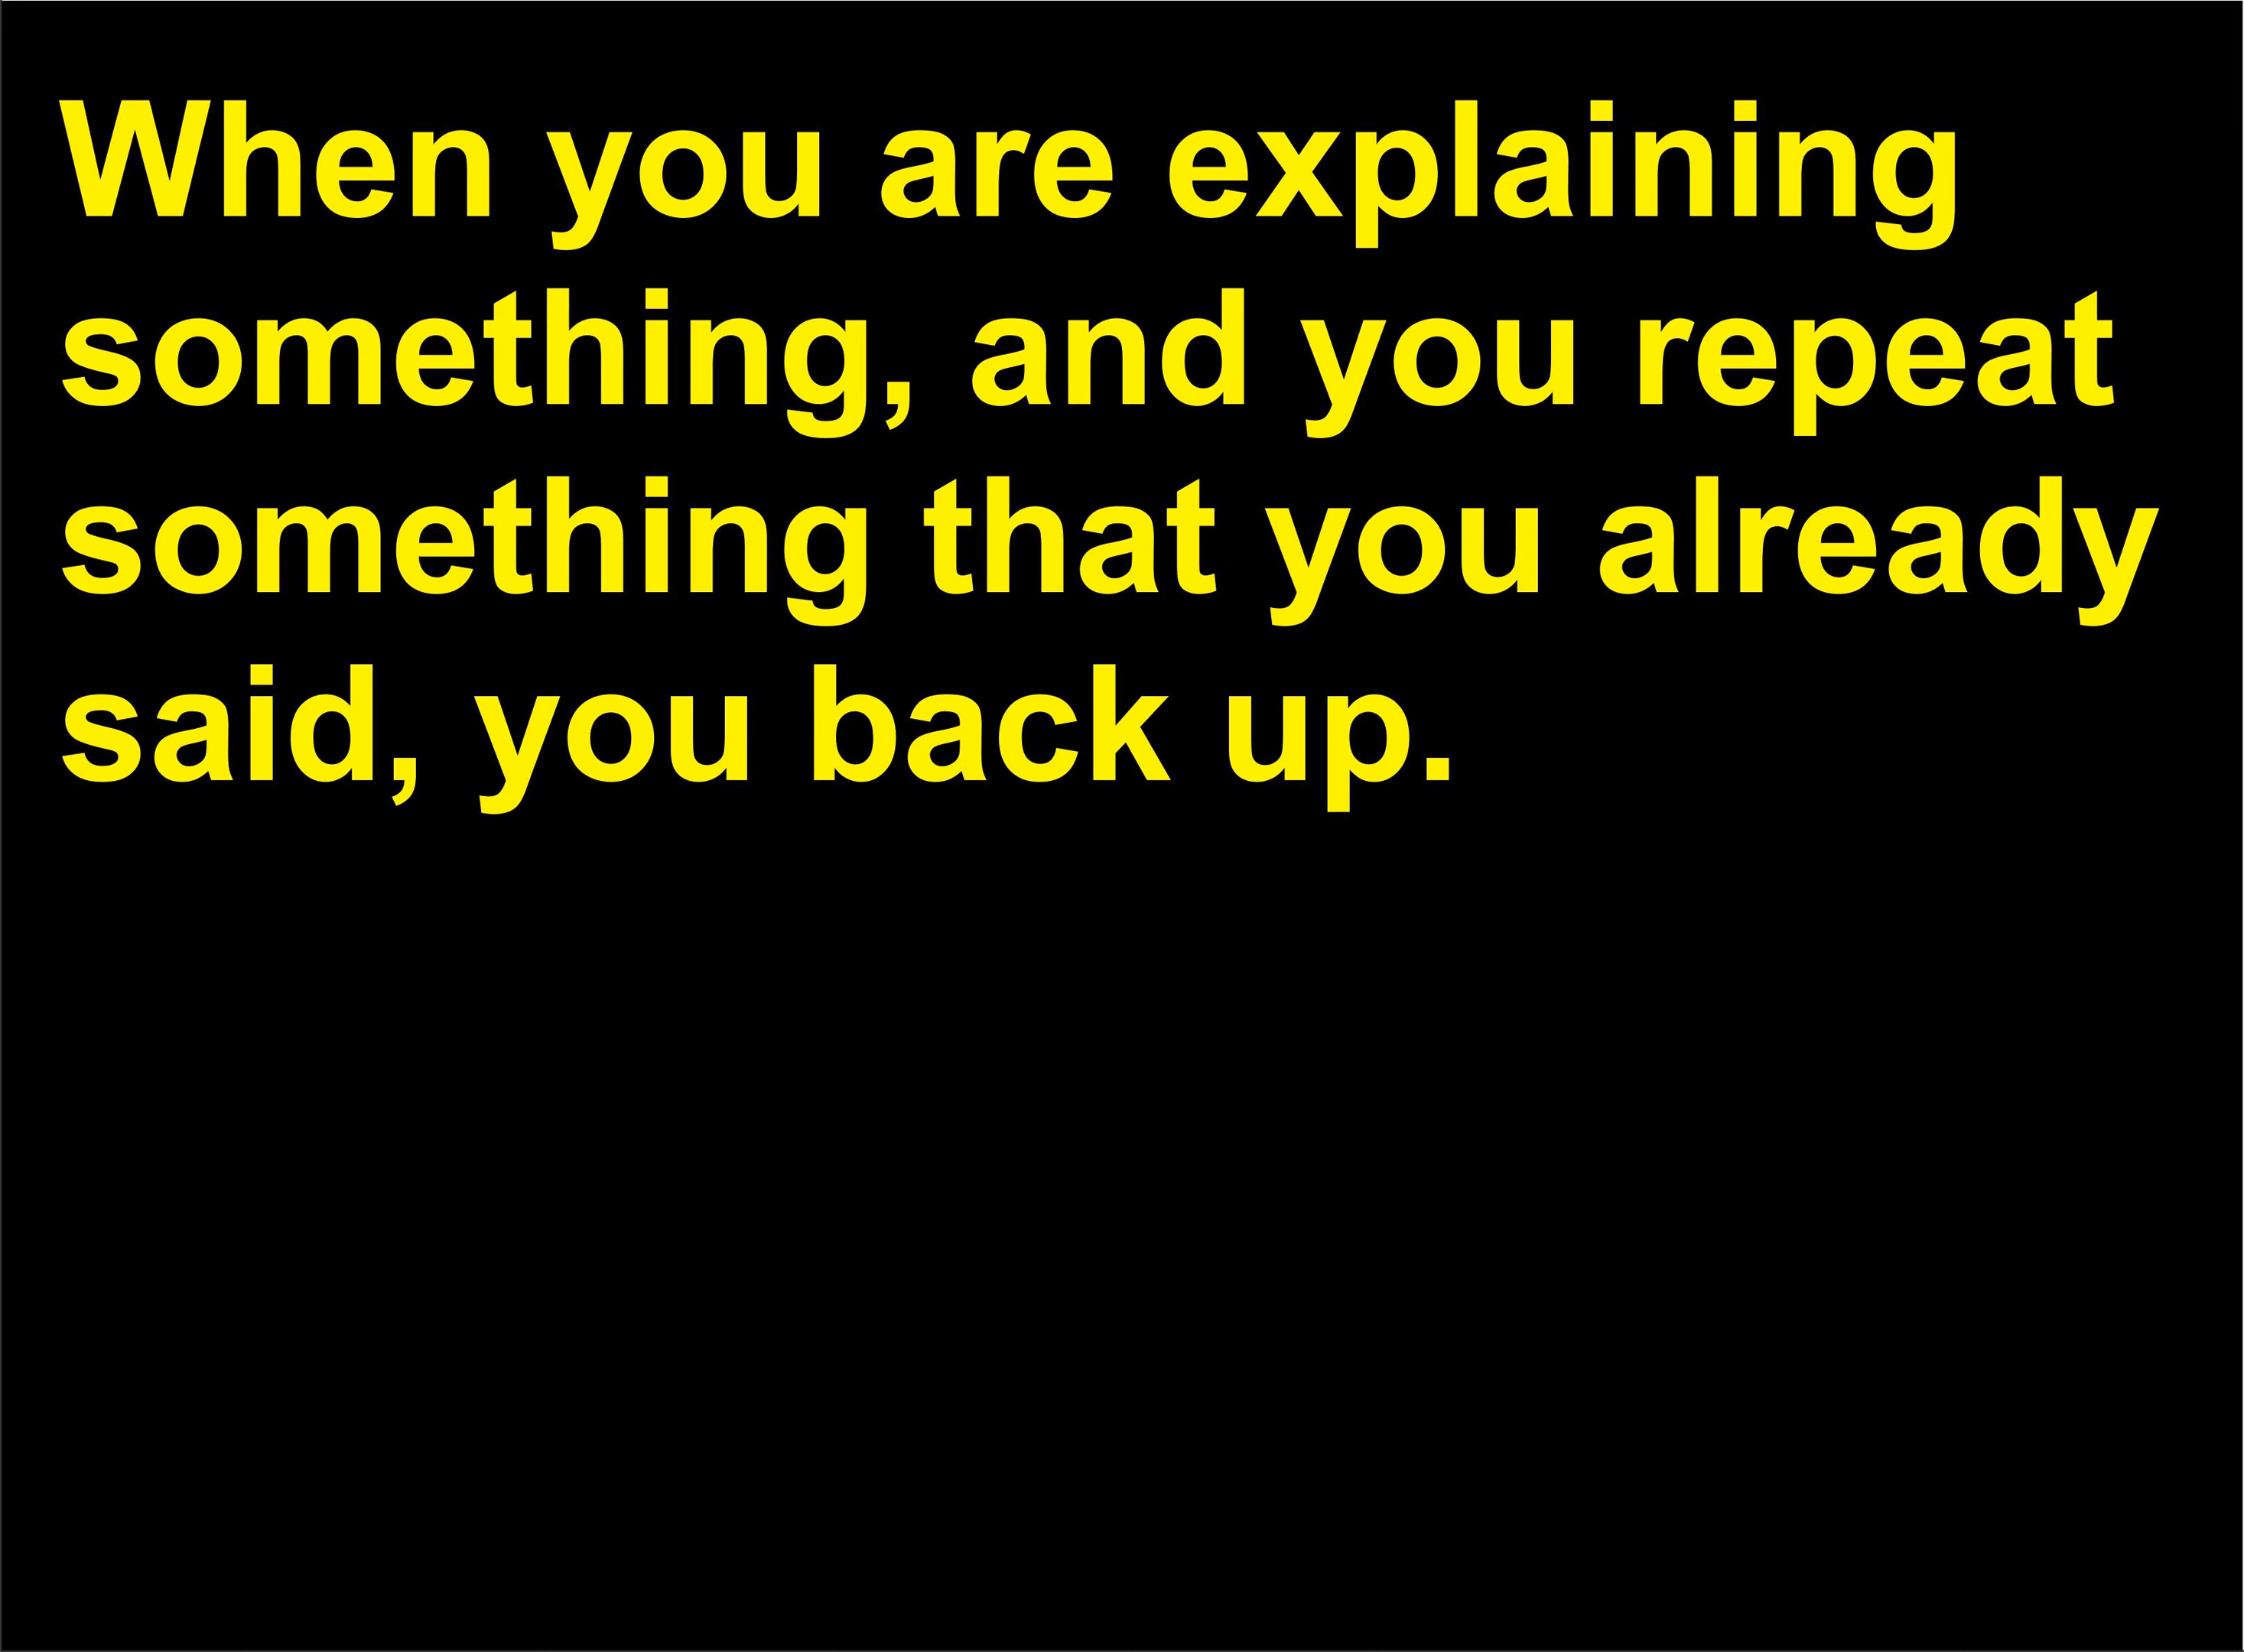 When you are explaining
something, and you repeat
something that you already
said, you back up.